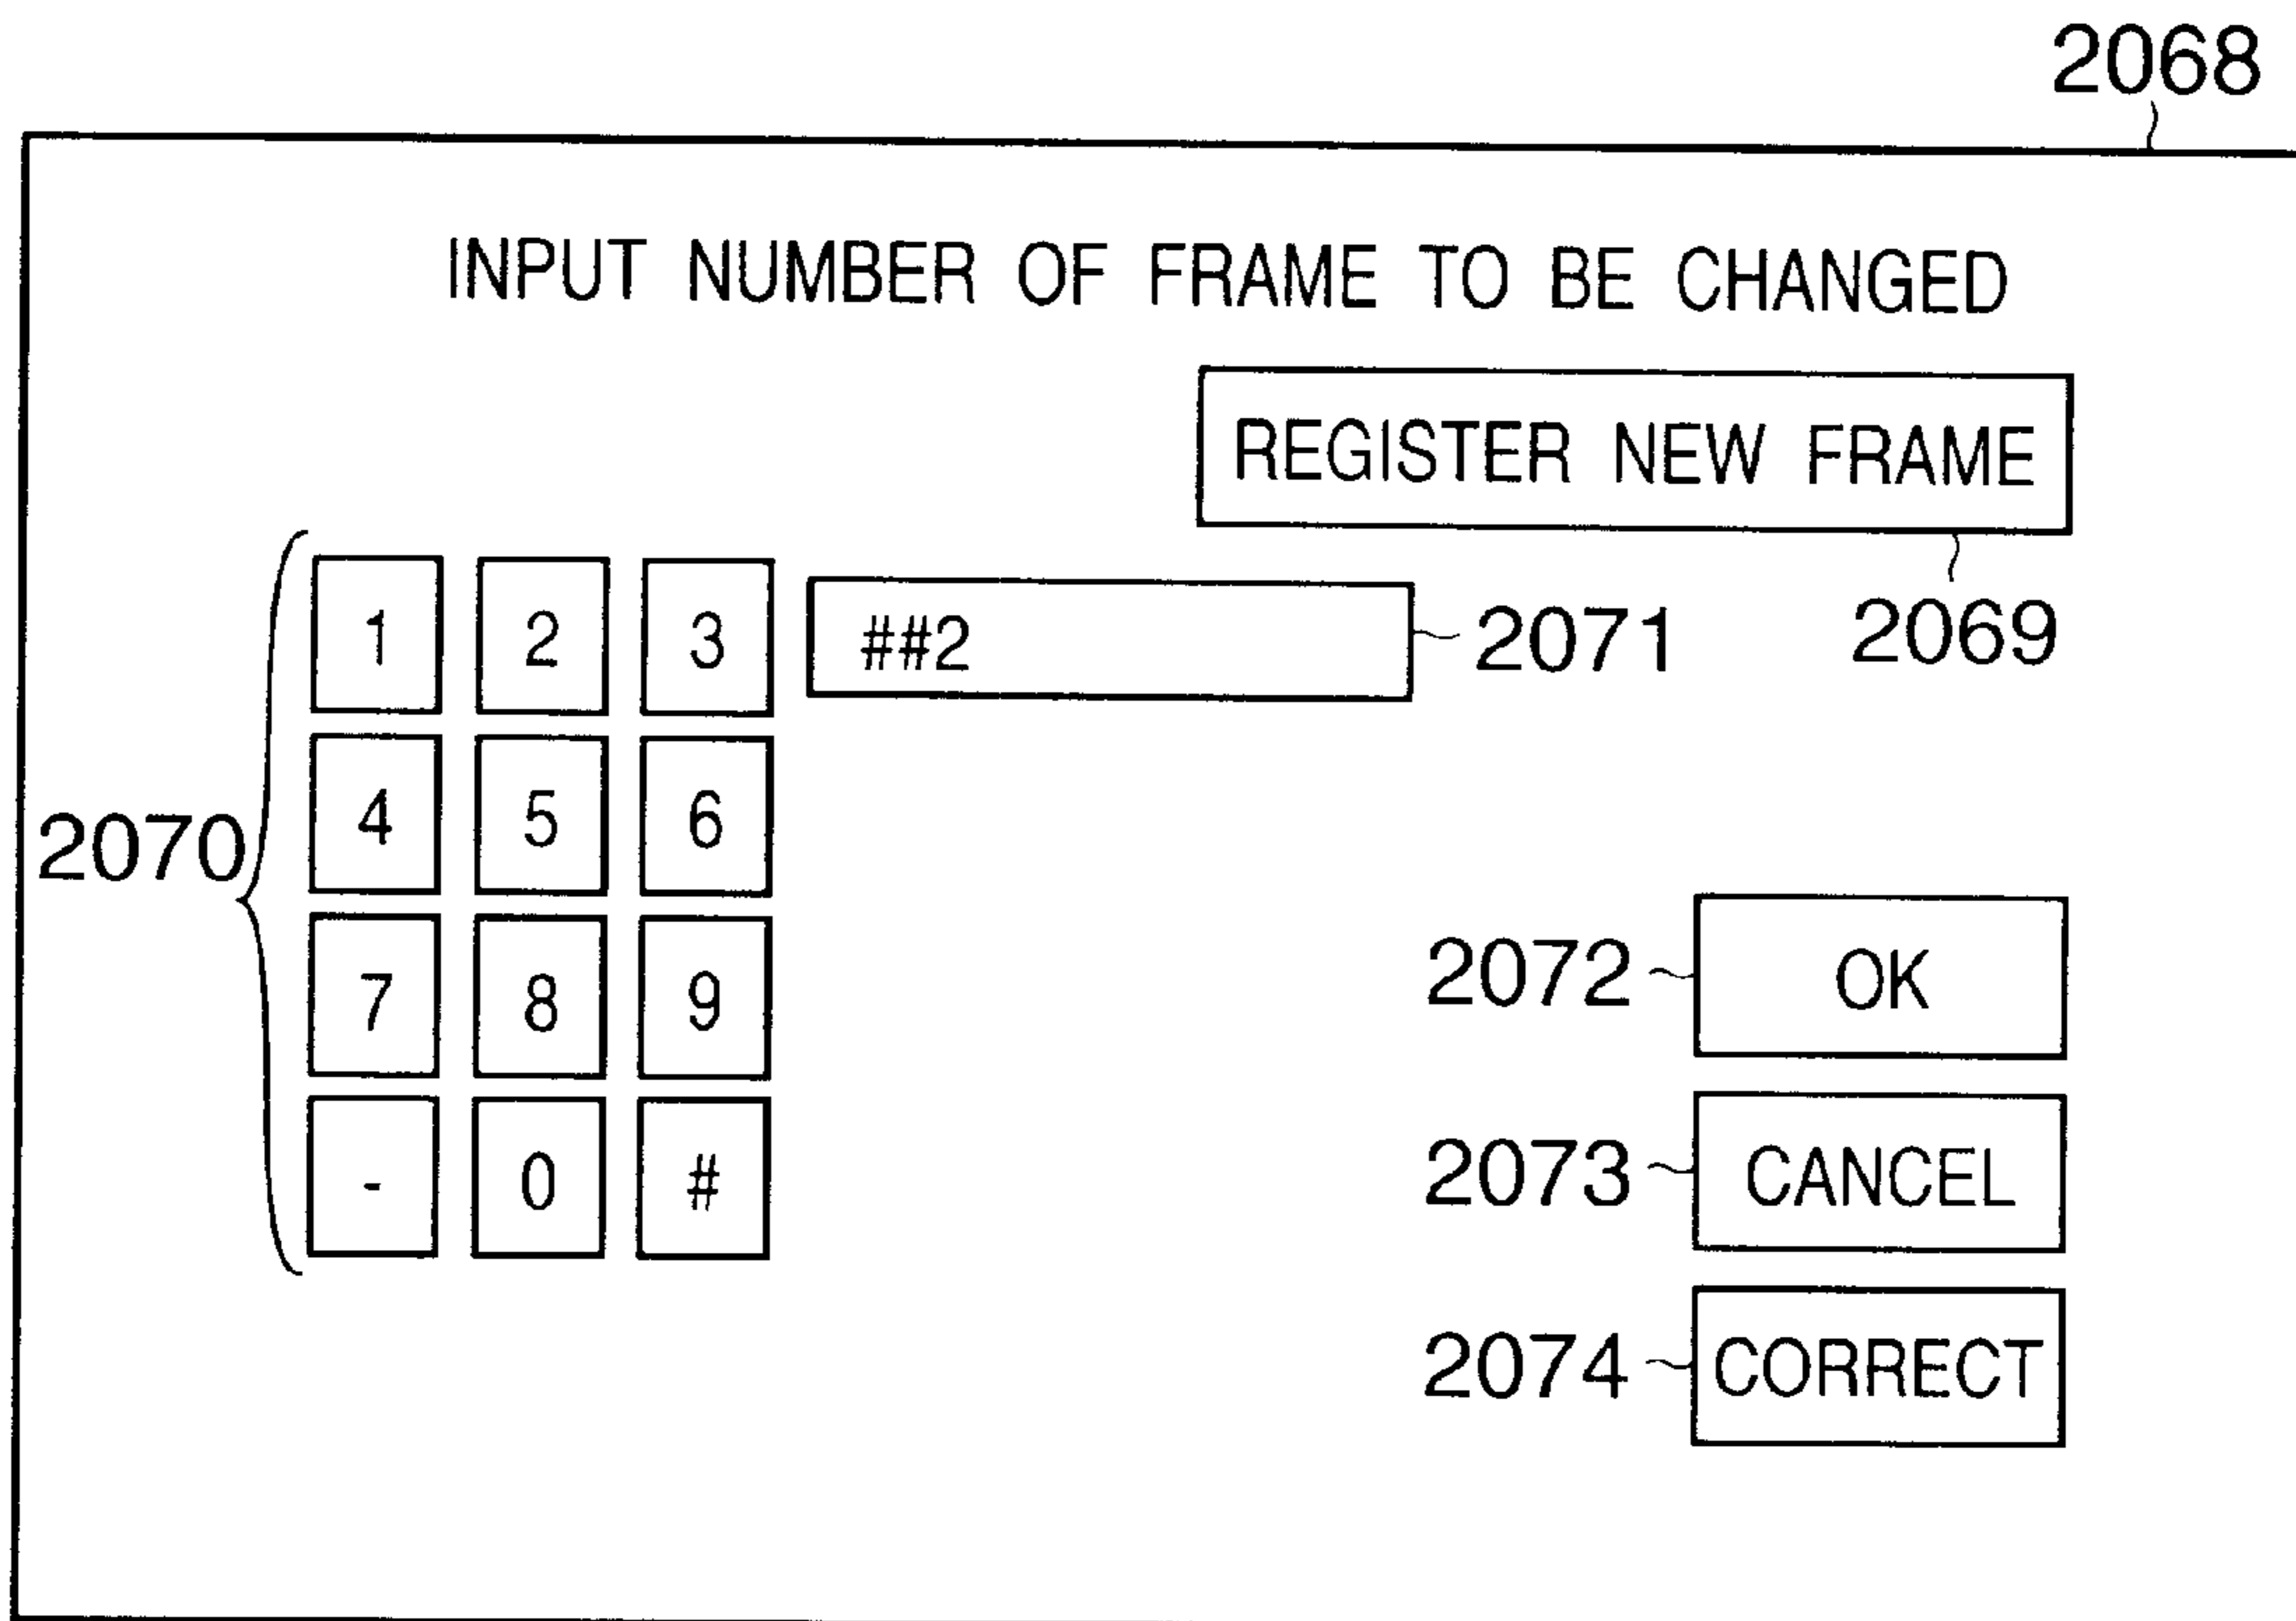 2068
INPUT NUMBER OF FRAME TO BE CHANGED
REGISTER NEW FRAME
2069
1 2 3 ##2 2071
2070
4 5 6
7 8 9
- 0 #
2072 OK
2073 CANCEL
2074 CORRECT